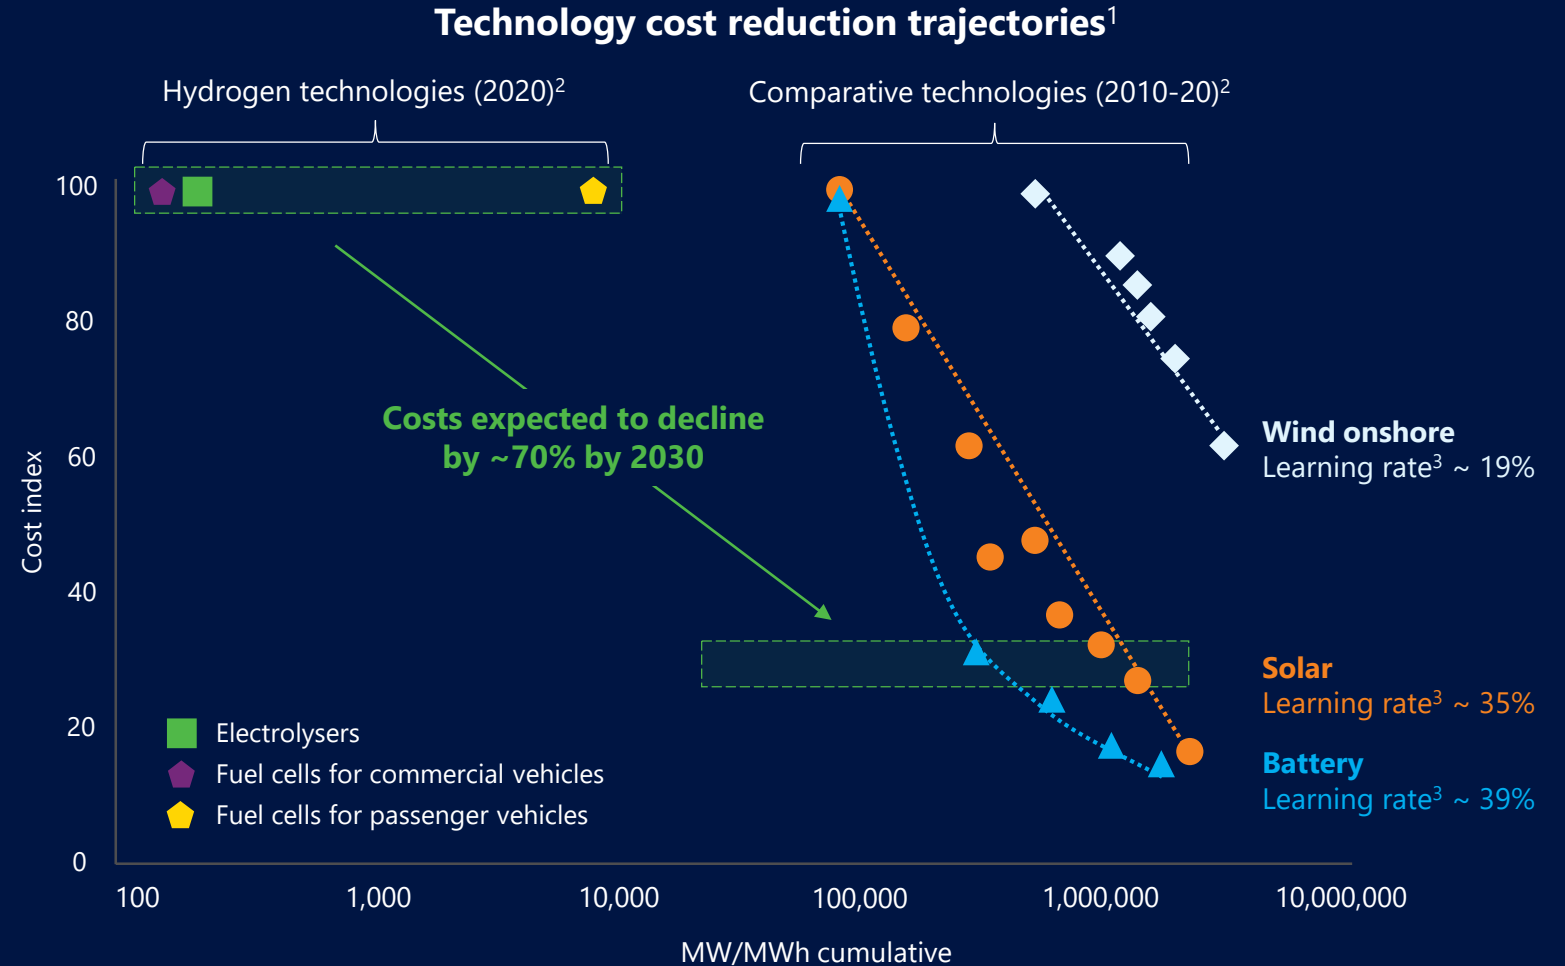 Technology cost reduction trajectories1
Hydrogen technologies (2020)2
Comparative technologies (2010-20)2
100
80
60
40
20
0
Cost index
Costs expected to decline
by ~70% by 2030
Wind onshore
Learning rate3 ~ 19%
Solar
Learning rate3 ~ 35%
Battery
Learning rate3 ~ 39%
Electrolysers
Fuel cells for commercial vehicles
Fuel cells for passenger vehicles
100
1,000
10,000
100,000
1,000,000
10,000,000
MW/MWh cumulative